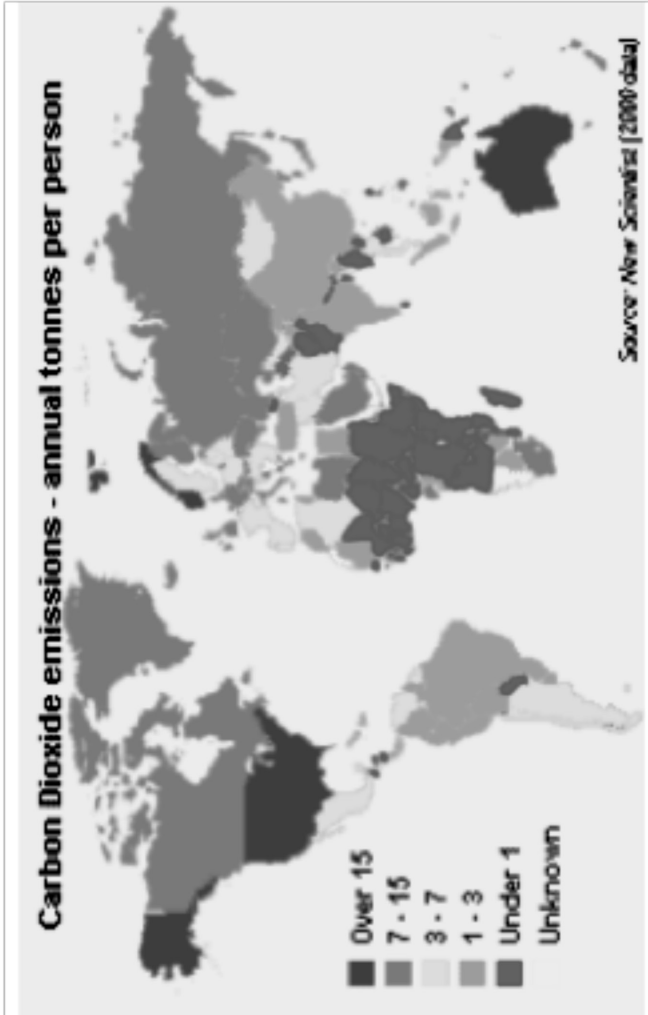 Carbon Dioxide emissions - annual tonnes per person
Over 15
7 - 15
3 - 7
1 - 3
Under 1
Unknown
Source: New Scientist (2000 data)